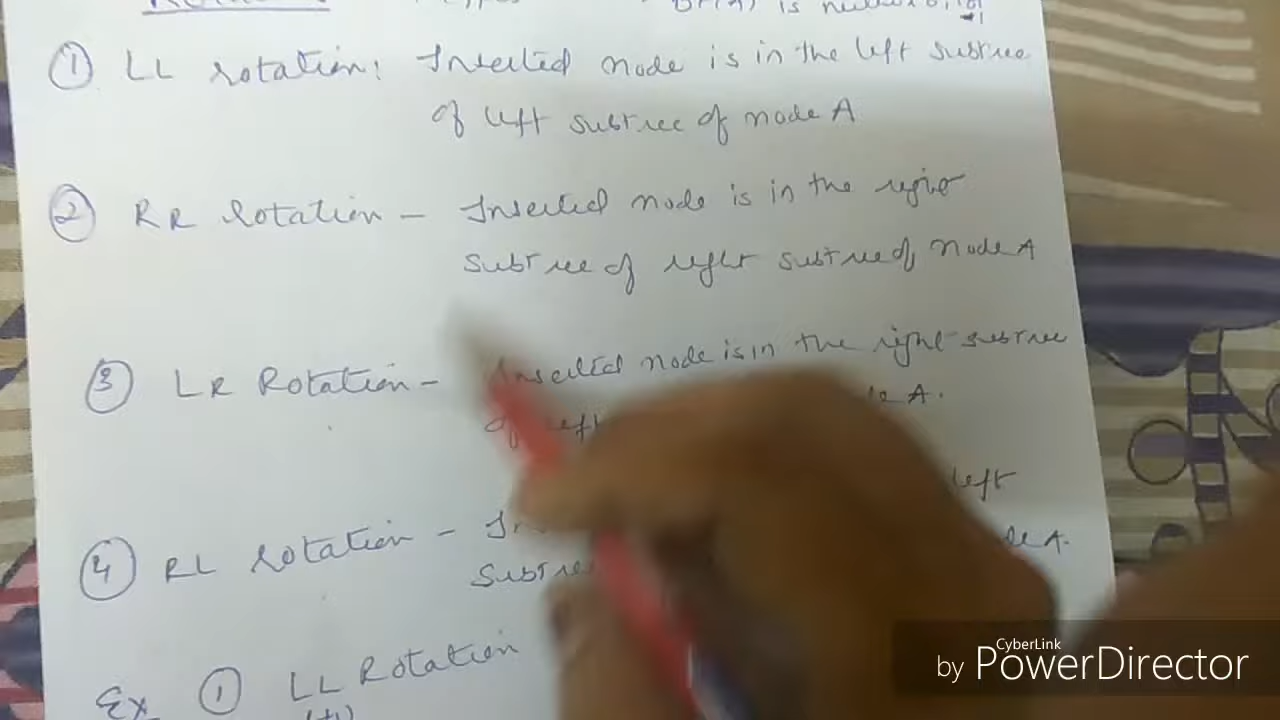 ① LL rotation: Inserted node is in the left subtree
of left subtree of node A
② RR rotation - Inserted node is in the right
subtree of right subtree of node A
③ LR Rotation - Inserted node is in the right subtree
of left A.
④ RL rotation - left
Subtree A.
Ex ① LL Rotation
CyberLink
by PowerDirector